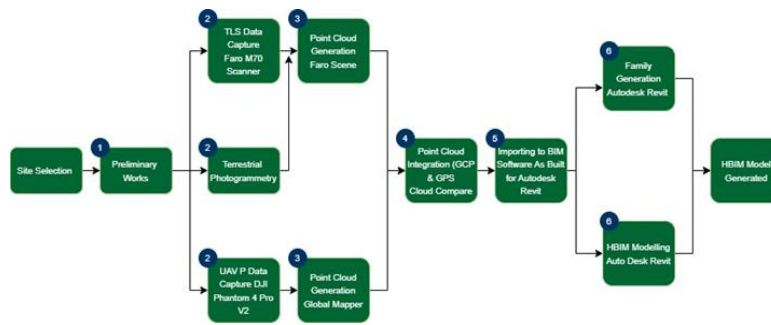 Site Selection
1
Preliminary
Works
2
TLS Data
Capture
Faro M70
Scanner
2
Terrestrial
Photogrammetry
2
UAV P Data
Capture DJI
Phantom 4 Pro
V2
3
Point Cloud
Generation
Faro Scene
3
Point Cloud
Generation
Global Mapper
4
Point Cloud
Integration (GCP
& GPS
Cloud Compare
5
Importing to BIM
Software As Built
for Autodesk
Revit
6
Family
Generation
Autodesk Revit
6
HBIM Modelling
Auto Desk Revit
HBIM Model
Generated